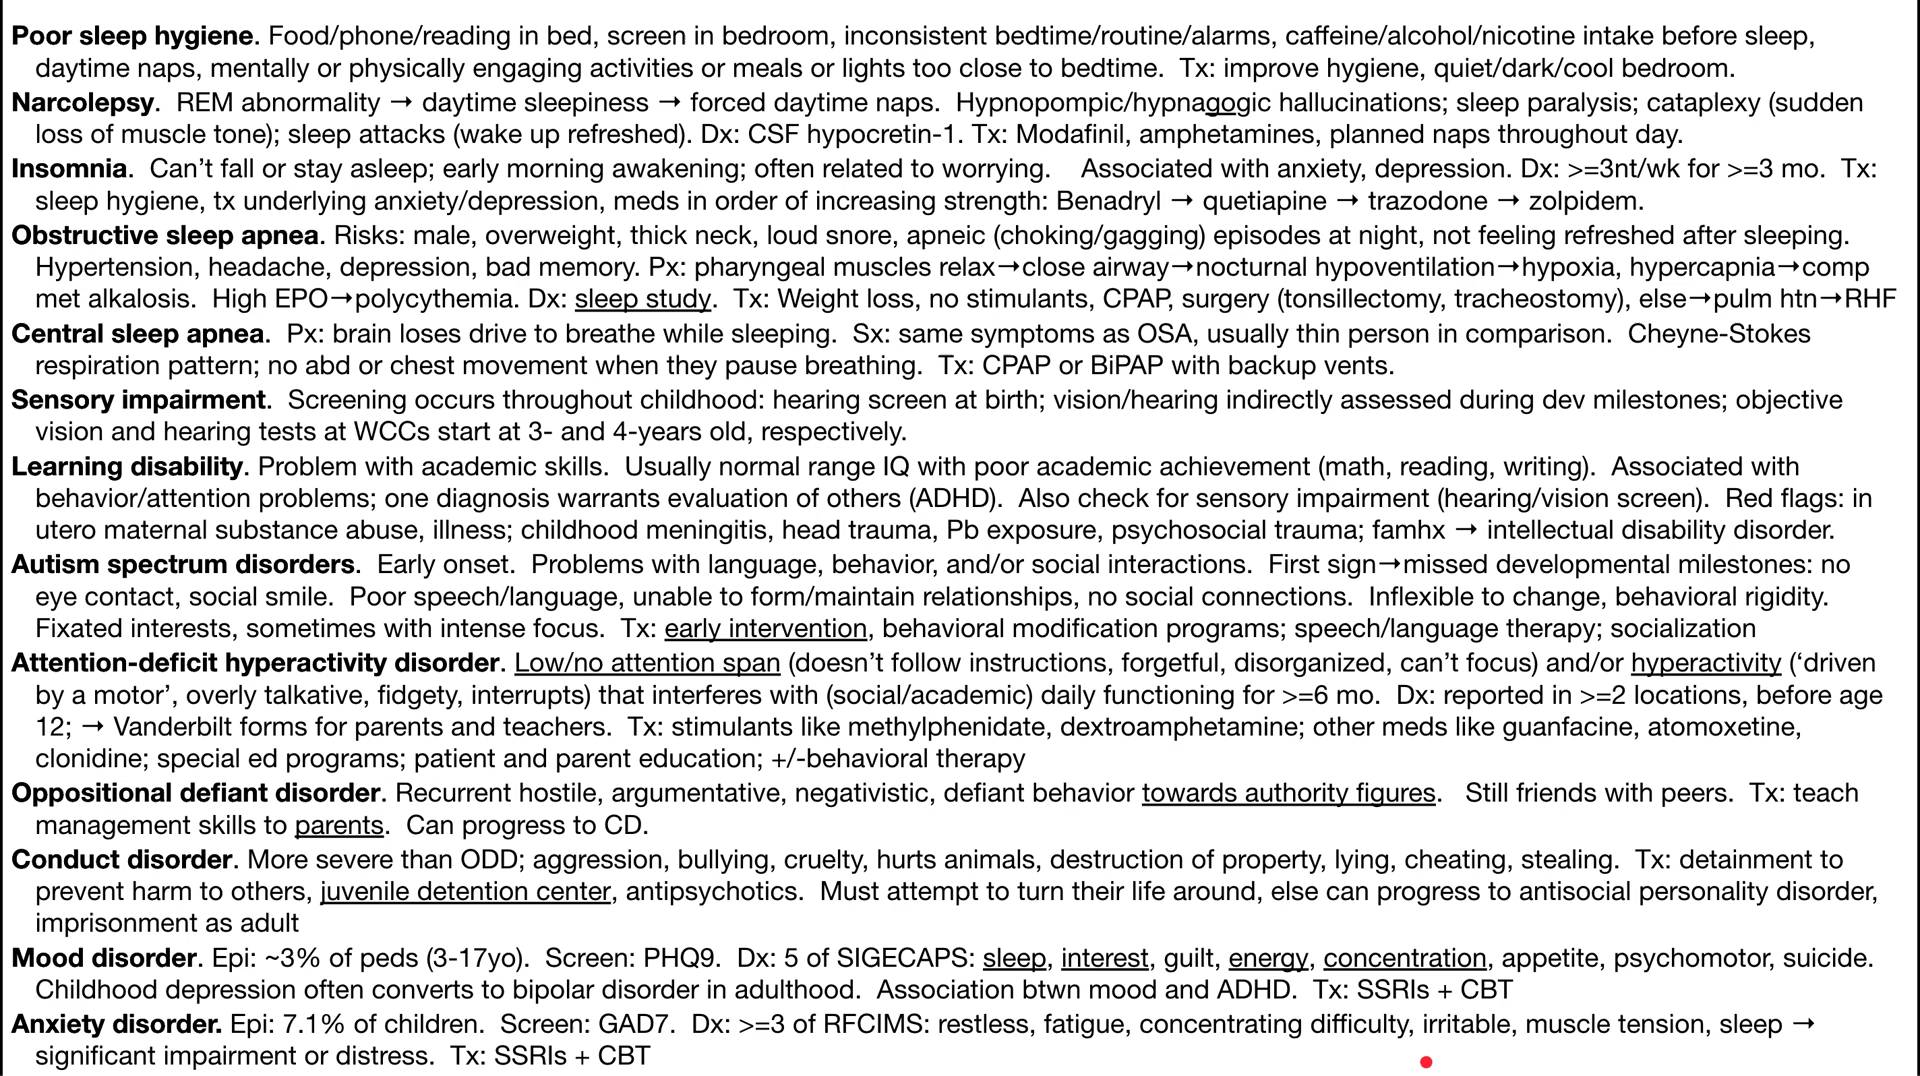 Poor sleep hygiene. Food/phone/reading in bed, screen in bedroom, inconsistent bedtime/routine/alarms, caffeine/alcohol/nicotine intake before sleep,
daytime naps, mentally or physically engaging activities or meals or lights too close to bedtime. Tx: improve hygiene, quiet/dark/cool bedroom.
Narcolepsy. REM abnormality → daytime sleepiness → forced daytime naps. Hypnopompic/hypnagogic hallucinations; sleep paralysis; cataplexy (sudden
loss of muscle tone); sleep attacks (wake up refreshed). Dx: CSF hypocretin-1. Tx: Modafinil, amphetamines, planned naps throughout day.
Insomnia. Can't fall or stay asleep; early morning awakening; often related to worrying. Associated with anxiety, depression. Dx: >=3nt/wk for >=3 mo. Tx:
sleep hygiene, tx underlying anxiety/depression, meds in order of increasing strength: Benadryl → quetiapine → trazodone → zolpidem.
Obstructive sleep apnea. Risks: male, overweight, thick neck, loud snore, apneic (choking/gagging) episodes at night, not feeling refreshed after sleeping.
Hypertension, headache, depression, bad memory. Px: pharyngeal muscles relax→close airway→nocturnal hypoventilation→hypoxia, hypercapnia→comp
met alkalosis. High EPO→polycythemia. Dx: sleep study. Tx: Weight loss, no stimulants, CPAP, surgery (tonsillectomy, tracheostomy), else→pulm htn→RHF
Central sleep apnea. Px: brain loses drive to breathe while sleeping. Sx: same symptoms as OSA, usually thin person in comparison. Cheyne-Stokes
respiration pattern; no abd or chest movement when they pause breathing. Tx: CPAP or BiPAP with backup vents.
Sensory impairment. Screening occurs throughout childhood: hearing screen at birth; vision/hearing indirectly assessed during dev milestones; objective
vision and hearing tests at WCCs start at 3- and 4-years old, respectively.
Learning disability. Problem with academic skills. Usually normal range IQ with poor academic achievement (math, reading, writing). Associated with
behavior/attention problems; one diagnosis warrants evaluation of others (ADHD). Also check for sensory impairment (hearing/vision screen). Red flags: in
utero maternal substance abuse, illness; childhood meningitis, head trauma, Pb exposure, psychosocial trauma; famhx → intellectual disability disorder.
Autism spectrum disorders. Early onset. Problems with language, behavior, and/or social interactions. First sign→missed developmental milestones: no
eye contact, social smile. Poor speech/language, unable to form/maintain relationships, no social connections. Inflexible to change, behavioral rigidity.
Fixated interests, sometimes with intense focus. Tx: early intervention, behavioral modification programs; speech/language therapy; socialization
Attention-deficit hyperactivity disorder. Low/no attention span (doesn't follow instructions, forgetful, disorganized, can't focus) and/or hyperactivity ('driven
by a motor', overly talkative, fidgety, interrupts) that interferes with (social/academic) daily functioning for >=6 mo. Dx: reported in >=2 locations, before age
12; → Vanderbilt forms for parents and teachers. Tx: stimulants like methylphenidate, dextroamphetamine; other meds like guanfacine, atomoxetine,
clonidine; special ed programs; patient and parent education; +/-behavioral therapy
Oppositional defiant disorder. Recurrent hostile, argumentative, negativistic, defiant behavior towards authority figures. Still friends with peers. Tx: teach
management skills to parents. Can progress to CD.
Conduct disorder. More severe than ODD; aggression, bullying, cruelty, hurts animals, destruction of property, lying, cheating, stealing. Tx: detainment to
prevent harm to others, juvenile detention center, antipsychotics. Must attempt to turn their life around, else can progress to antisocial personality disorder,
imprisonment as adult
Mood disorder. Epi: ~3% of peds (3-17yo). Screen: PHQ9. Dx: 5 of SIGECAPS: sleep, interest, guilt, energy, concentration, appetite, psychomotor, suicide.
Childhood depression often converts to bipolar disorder in adulthood. Association btwn mood and ADHD. Tx: SSRIs + CBT
Anxiety disorder. Epi: 7.1% of children. Screen: GAD7. Dx: >=3 of RFCIMS: restless, fatigue, concentrating difficulty, irritable, muscle tension, sleep →
significant impairment or distress. Tx: SSRIs + CBT